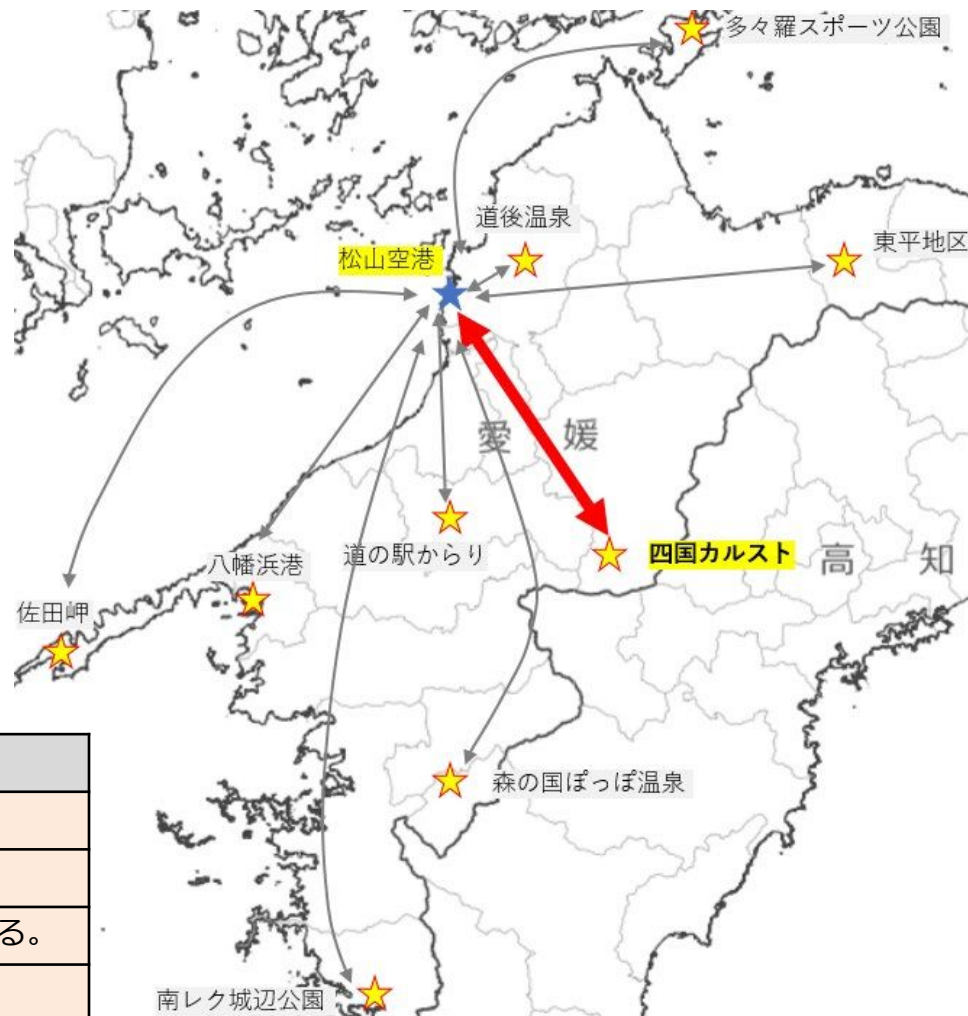 多々羅スポーツ公園
道後温泉
松山空港
東平地区
愛媛
四国カルスト
道の駅からり
八幡浜港
高知
佐田岬
森の国ぽっぽ温泉
る。
南レク城辺公園